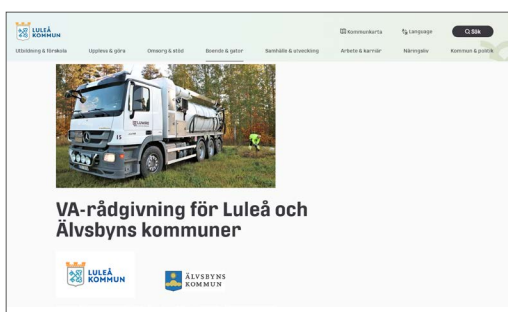 LULEÅ
KOMMUN
Kommunkarta
Language
Sök
Utbildning & förskola
Uppleva & göra
Omsorg & stöd
Boende & gator
Samhälle & utveckling
Arbete & karriär
Näringsliv
Kommun & politik
VA-rådgivning för Luleå och
Älvsbyns kommuner
LULEÅ
KOMMUN
ÄLVSBYNS
KOMMUN